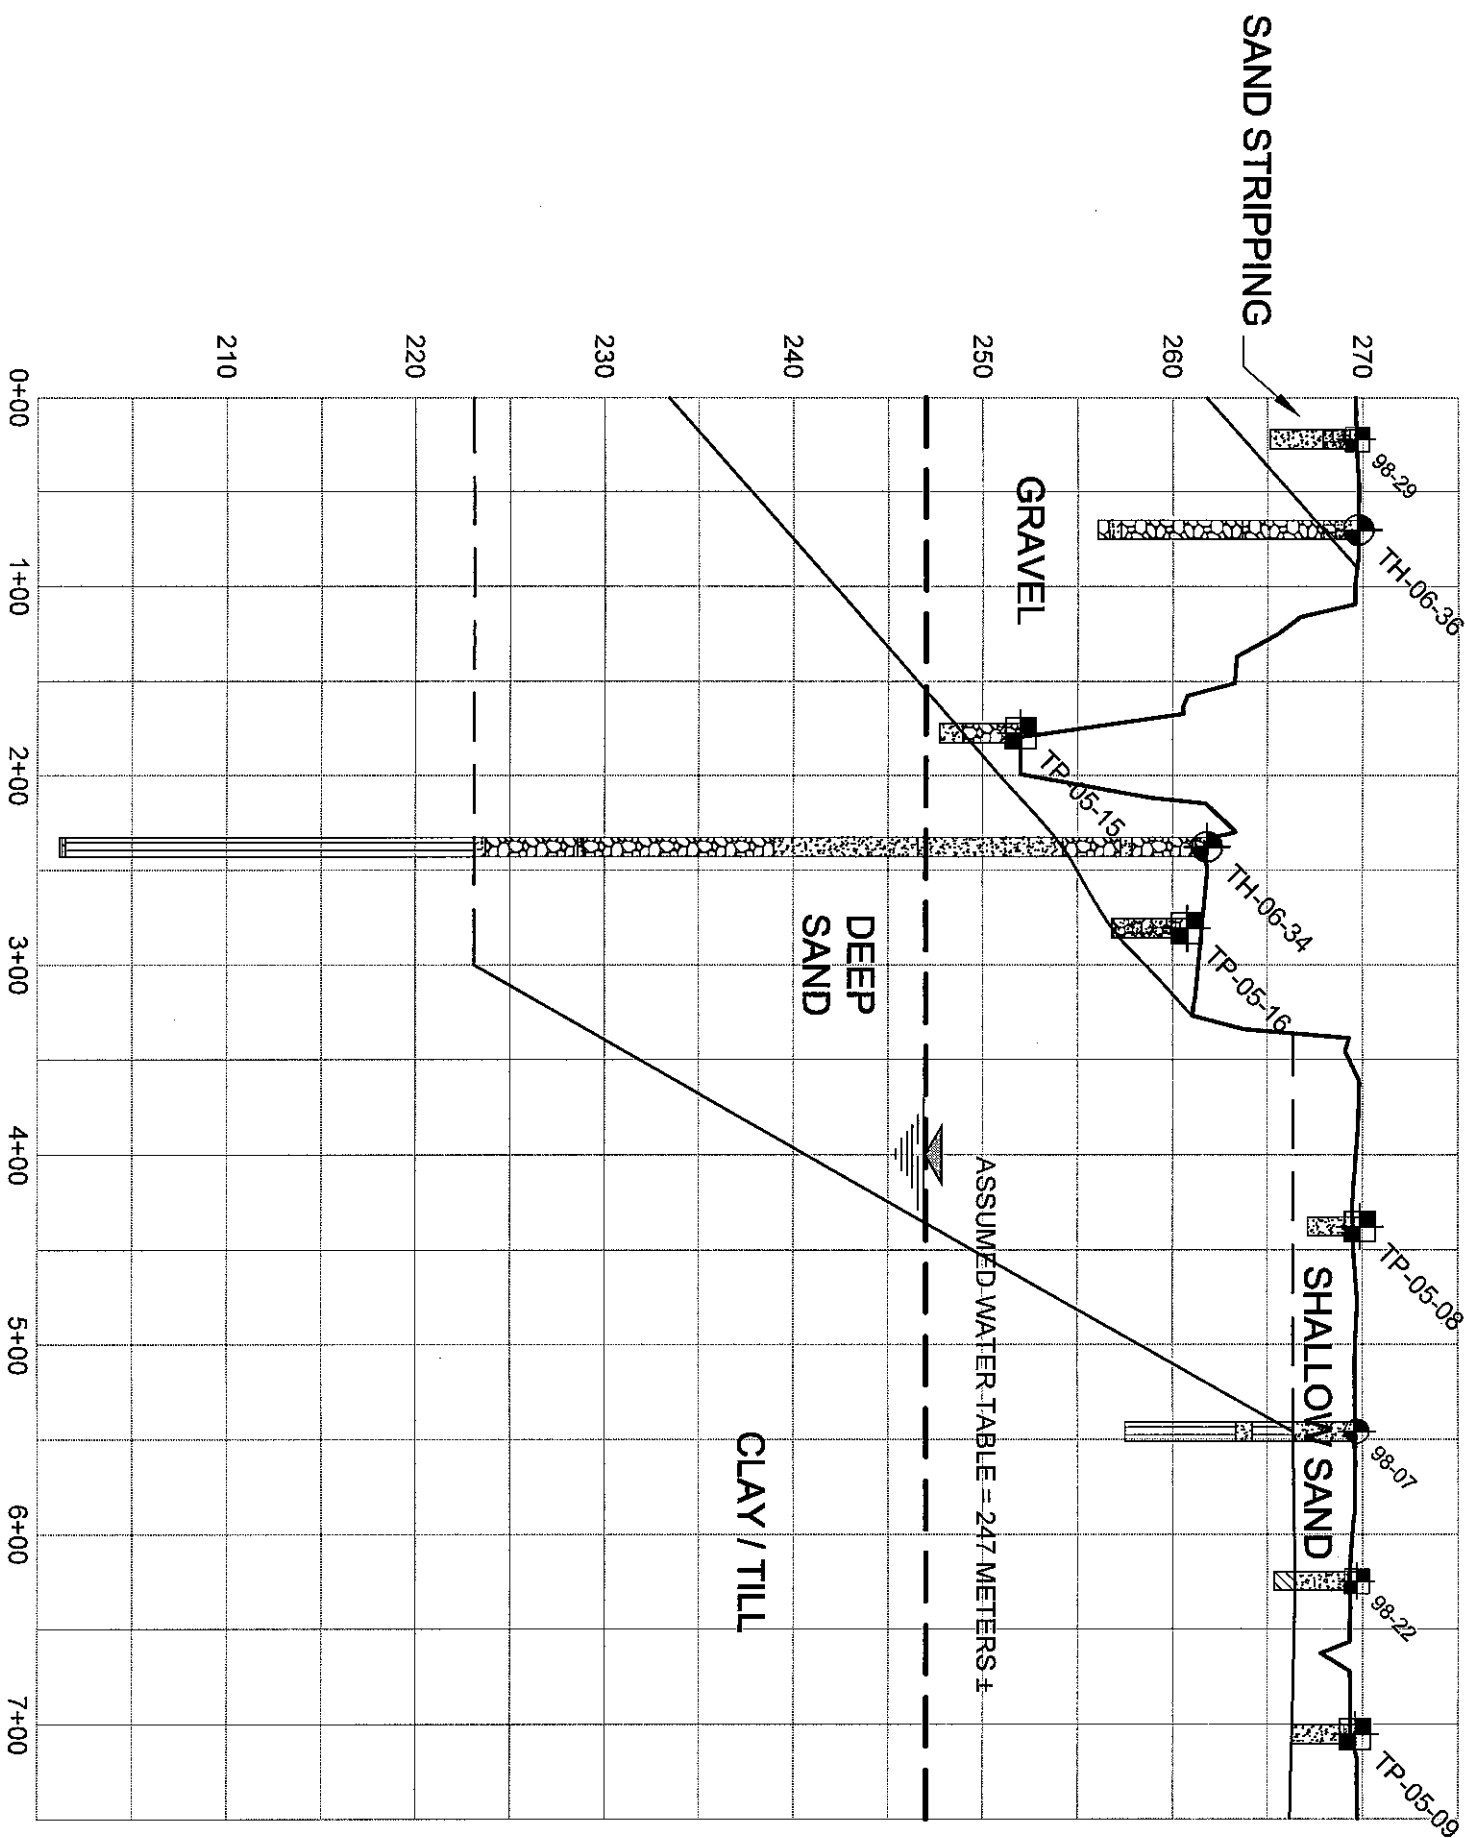 SAND STRIPPING
98-29
TH-06-36
TP-05-15
TH-06-34
TP-05-16
TP-05-08
98-07
98-22
TP-05-09
270
260
250
240
230
220
210
SHALLOW SAND
GRAVEL
ASSUMED WATER TABLE = 247 METERS ±
DEEP
SAND
CLAY / TILL
0+00
1+00
2+00
3+00
4+00
5+00
6+00
7+00